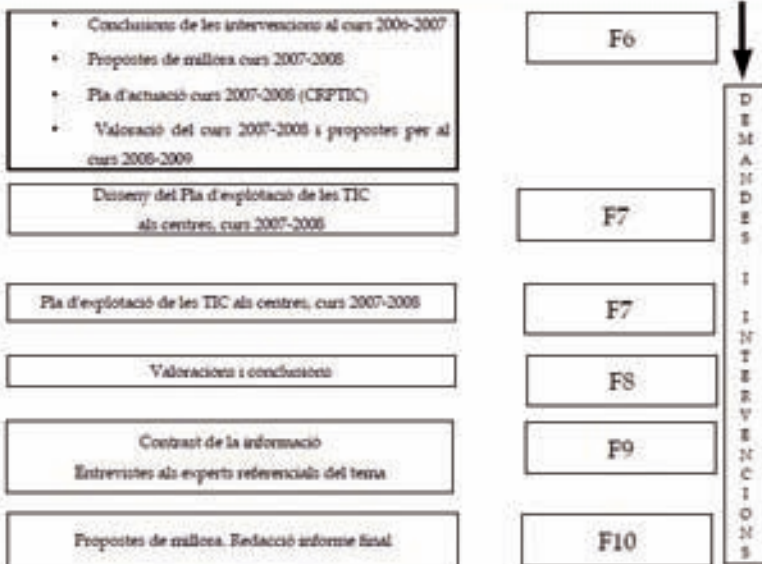 • Conclusions de les intervencions al curs 2006-2007
• Propostes de millora curs 2007-2008
• Pla d'actuació curs 2007-2008 (CRPTIC)
• Valoració del curs 2007-2008 i propostes per al
curs 2008-2009
F6
Disseny del Pla d'explotació de les TIC
als centres, curs 2007-2008
F7
Pla d'explotació de les TIC als centres, curs 2007-2008
F7
Valoracions i conclusions
F8
Contrast de la informació
Entrevistes als experts referencials del tema
F9
Propostes de millora. Redacció informe final
F10
DEMANDES I INTERVENCIONS